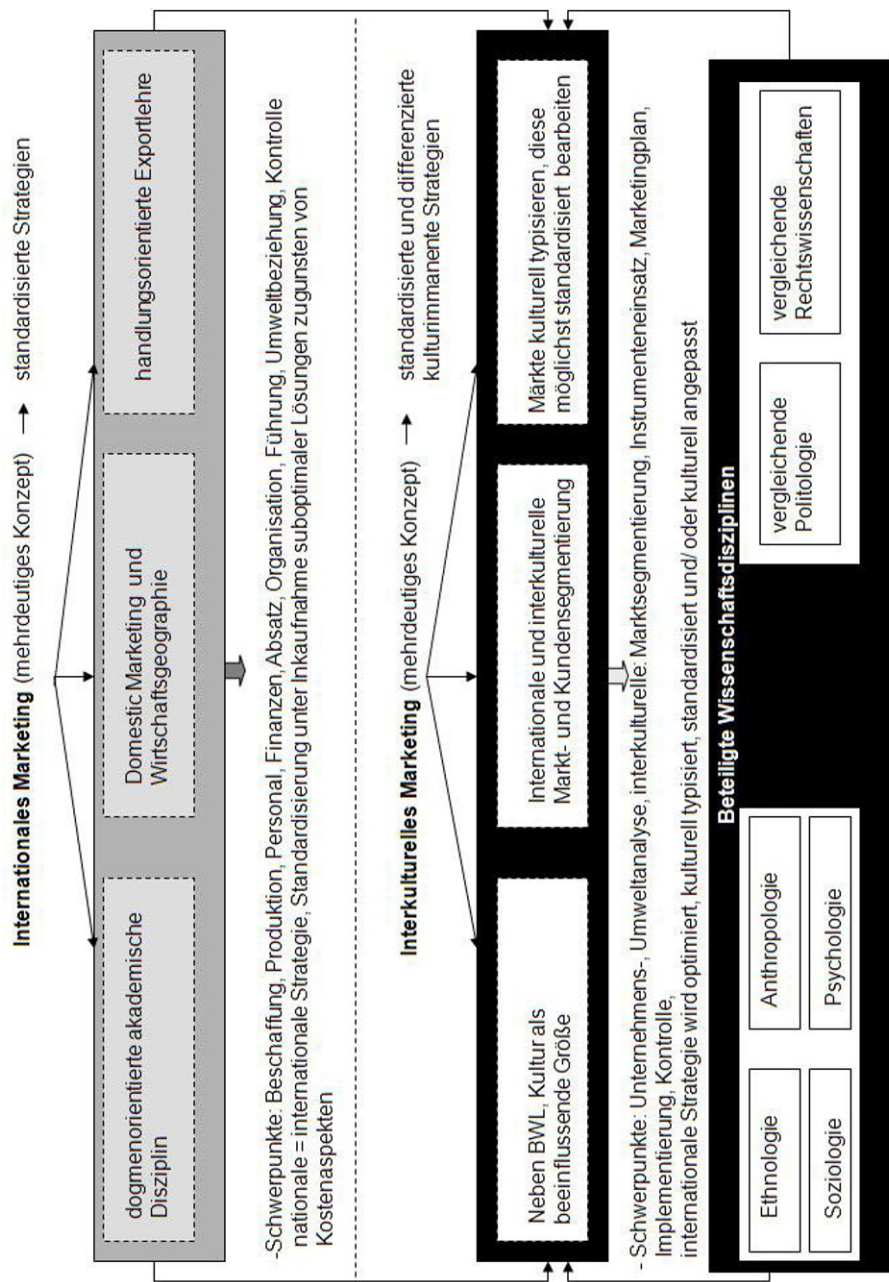 Internationales Marketing (mehrdeutiges Konzept) → standardisierte Strategien
dogmenorientierte akademische
Disziplin
Domestic Marketing und
Wirtschaftsgeographie
handlungsorientierte Exportlehre
-Schwerpunkte: Beschaffung, Produktion, Personal, Finanzen, Absatz, Organisation, Führung, Umweltbeziehung, Kontrolle
nationale = internationale Strategie, Standardisierung unter Inkaufnahme suboptimaler Lösungen zugunsten von
Kostenaspekten
Interkulturelles Marketing (mehrdeutiges Konzept) → standardisierte und differenzierte
kulturimmanente Strategien
Neben BWL, Kultur als
beeinflussende Größe
Internationale und interkulturelle
Markt- und Kundensegmentierung
Märkte kulturell typisieren, diese
möglichst standardisiert bearbeiten
- Schwerpunkte: Unternehmens-, Umweltanalyse, interkulturelle: Marktsegmentierung, Instrumenteneinsatz, Marketingplan,
Implementierung, Kontrolle,
internationale Strategie wird optimiert, kulturell typisiert, standardisiert und/ oder kulturell angepasst
Beteiligte Wissenschaftsdisziplinen
Ethnologie
Anthropologie
Soziologie
Psychologie
vergleichende
Politologie
vergleichende
Rechtswissenschaften